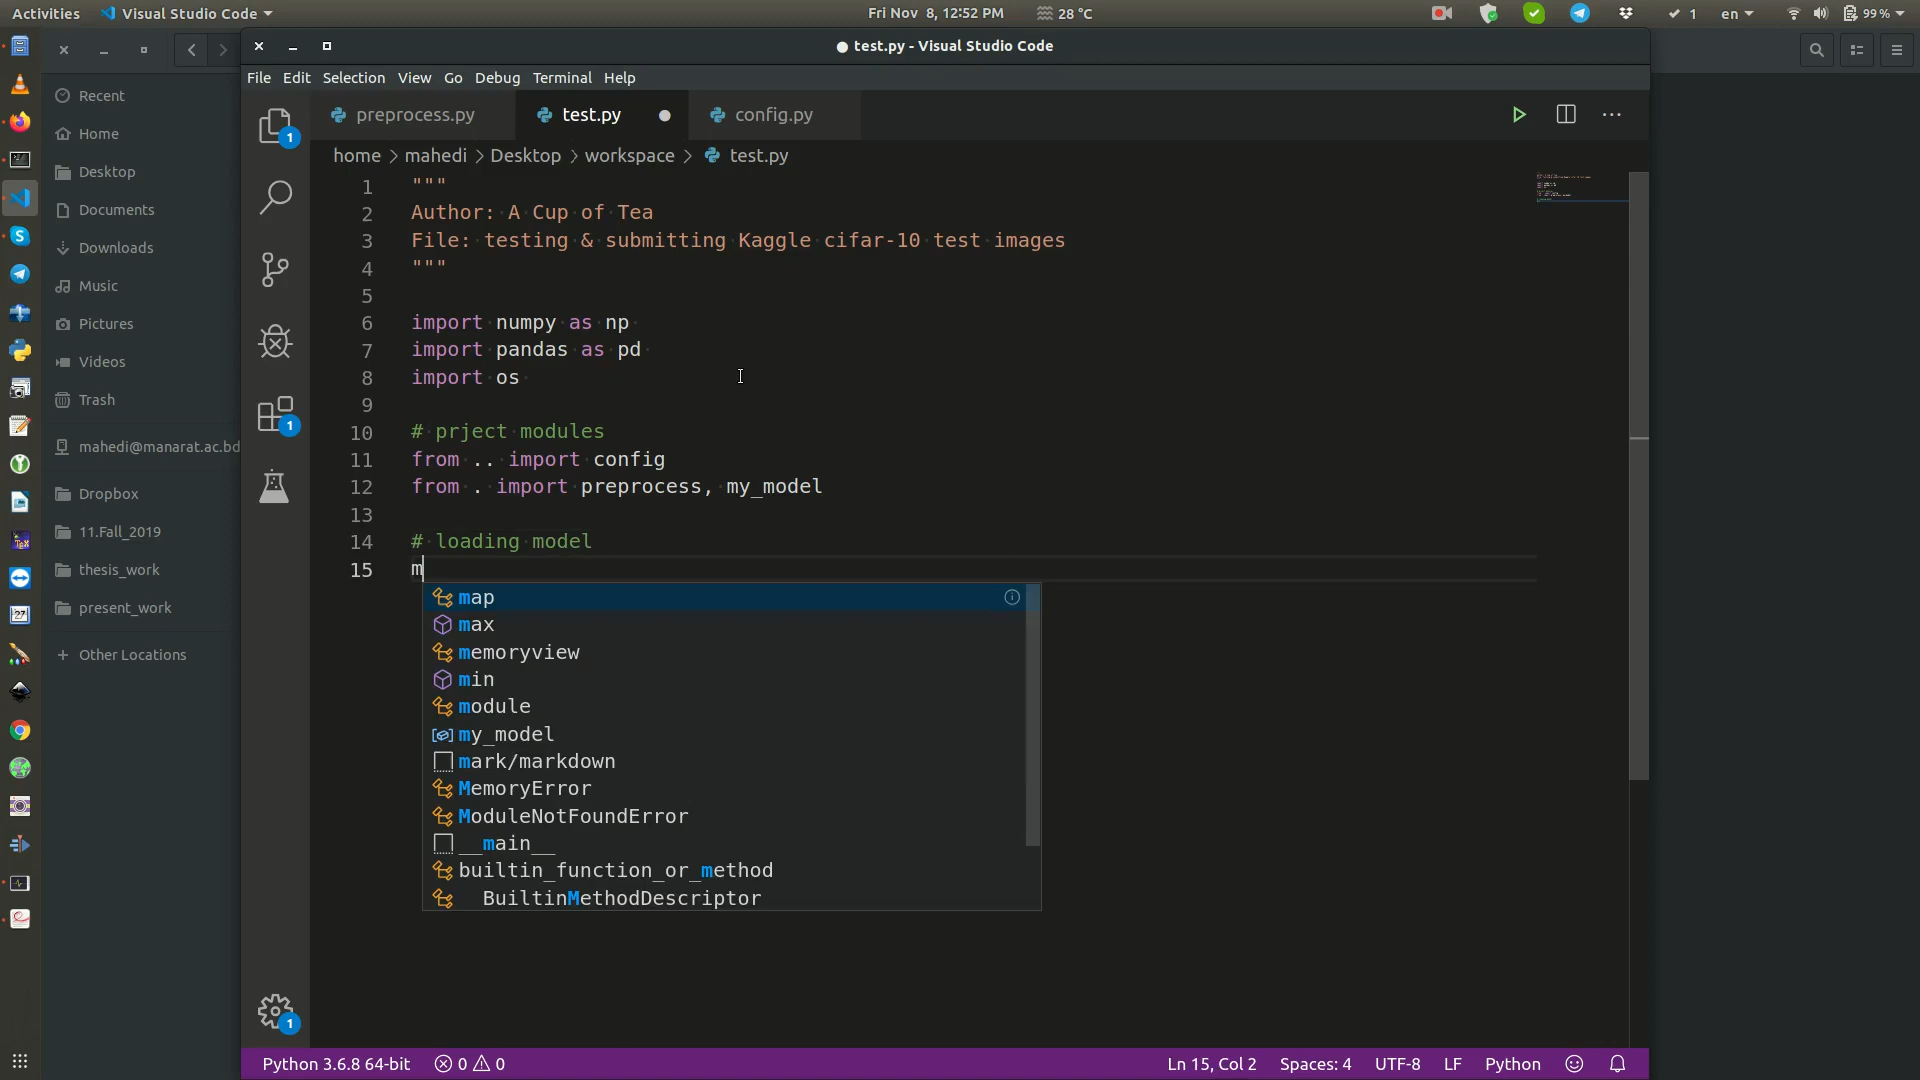 Activities Visual Studio Code Fri Nov 8, 12:52 PM 28 °C 1 en 99 %
test.py - Visual Studio Code
File Edit Selection View Go Debug Terminal Help
preprocess.py test.py config.py
home > mahedi > Desktop > workspace > test.py
Recent
Home
Desktop
Documents
Downloads
Music
Pictures
Videos
Trash
mahedi@manarat.ac.bd
Dropbox
11.Fall_2019
thesis_work
present_work
+ Other Locations
1 """
2 Author: A Cup of Tea
3 File: testing & submitting Kaggle cifar-10 test images
4 """
5
6 import numpy as np
7 import pandas as pd
8 import os
9
10 # prject modules
11 from .. import config
12 from . import preprocess, my_model
13
14 # loading model
15 m
map
max
memoryview
min
module
my_model
mark/markdown
MemoryError
ModuleNotFoundError
__main__
builtin_function_or_method
BuiltinMethodDescriptor
1
1
1
Python 3.6.8 64-bit 0 0 Ln 15, Col 2 Spaces: 4 UTF-8 LF Python